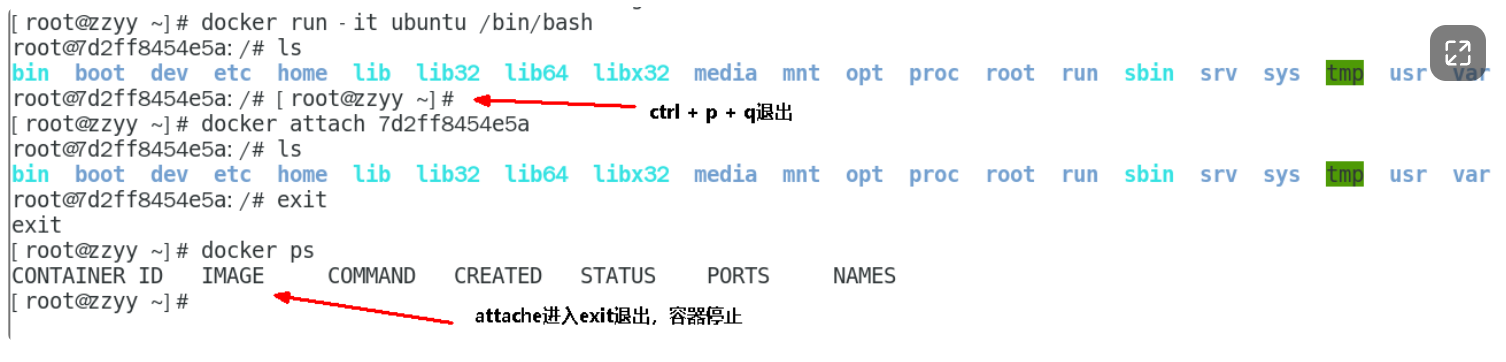 [root@zzyy ~]# docker run -it ubuntu /bin/bash
root@7d2ff8454e5a:/# ls
bin boot dev etc home lib lib32 lib64 libx32 media mnt opt proc root run sbin srv sys tmp usr var
root@7d2ff8454e5a:/# [root@zzyy ~]#
ctrl + p + q退出
[root@zzyy ~]# docker attach 7d2ff8454e5a
root@7d2ff8454e5a:/# ls
bin boot dev etc home lib lib32 lib64 libx32 media mnt opt proc root run sbin srv sys tmp usr var
root@7d2ff8454e5a:/# exit
exit
[root@zzyy ~]# docker ps
CONTAINER ID IMAGE COMMAND CREATED STATUS PORTS NAMES
[root@zzyy ~]#
attache进入exit退出，容器停止